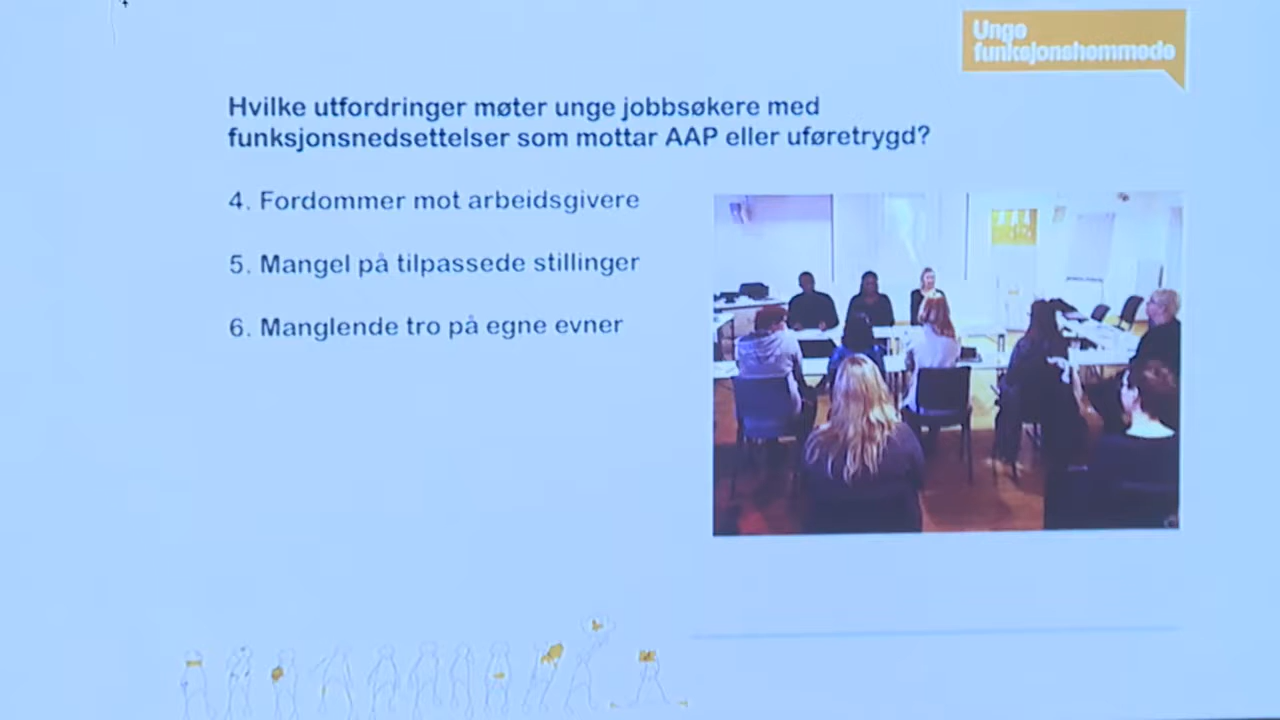 Unge
funksjonshemmede
Hvilke utfordringer møter unge jobbsøkere med
funksjonsnedsettelser som mottar AAP eller uføretrygd?
4. Fordommer mot arbeidsgivere
5. Mangel på tilpassede stillinger
6. Manglende tro på egne evner